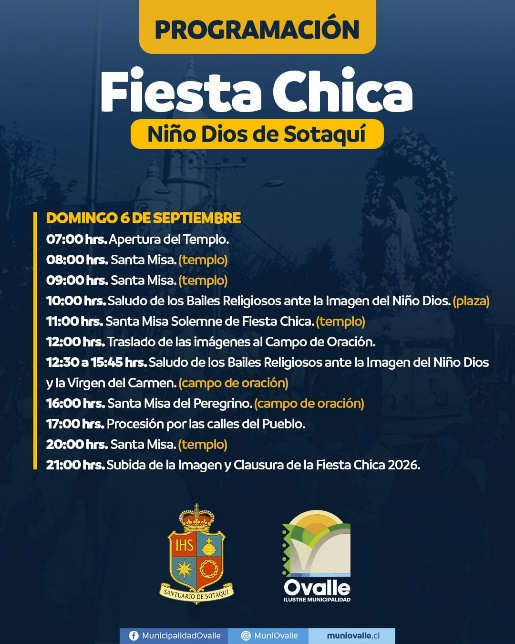 PROGRAMACIÓN
Fiesta Chica
Niño Dios de Sotaquí
DOMINGO 6 DE SEPTIEMBRE
07:00 hrs. Apertura del Templo.
08:00 hrs. Santa Misa. (templo)
09:00 hrs. Santa Misa. (templo)
10:00 hrs. Saludo de los Bailes Religiosos ante la Imagen del Niño Dios. (plaza)
11:00 hrs. Santa Misa Solemne de Fiesta Chica. (templo)
12:00 hrs. Traslado de las imágenes al Campo de Oración.
12:30 a 15:45 hrs. Saludo de los Bailes Religiosos ante la Imagen del Niño Dios
y la Virgen del Carmen. (campo de oración)
16:00 hrs. Santa Misa del Peregrino. (campo de oración)
17:00 hrs. Procesión por las calles del Pueblo.
20:00 hrs. Santa Misa. (templo)
21:00 hrs. Subida de la Imagen y Clausura de la Fiesta Chica 2026.
IHS
SANTUARIO DE SOTAQUÍ
Ovalle
ILUSTRE MUNICIPALIDAD
MunicipalidadOvalle
MuniOvalle
muniovalle.cl